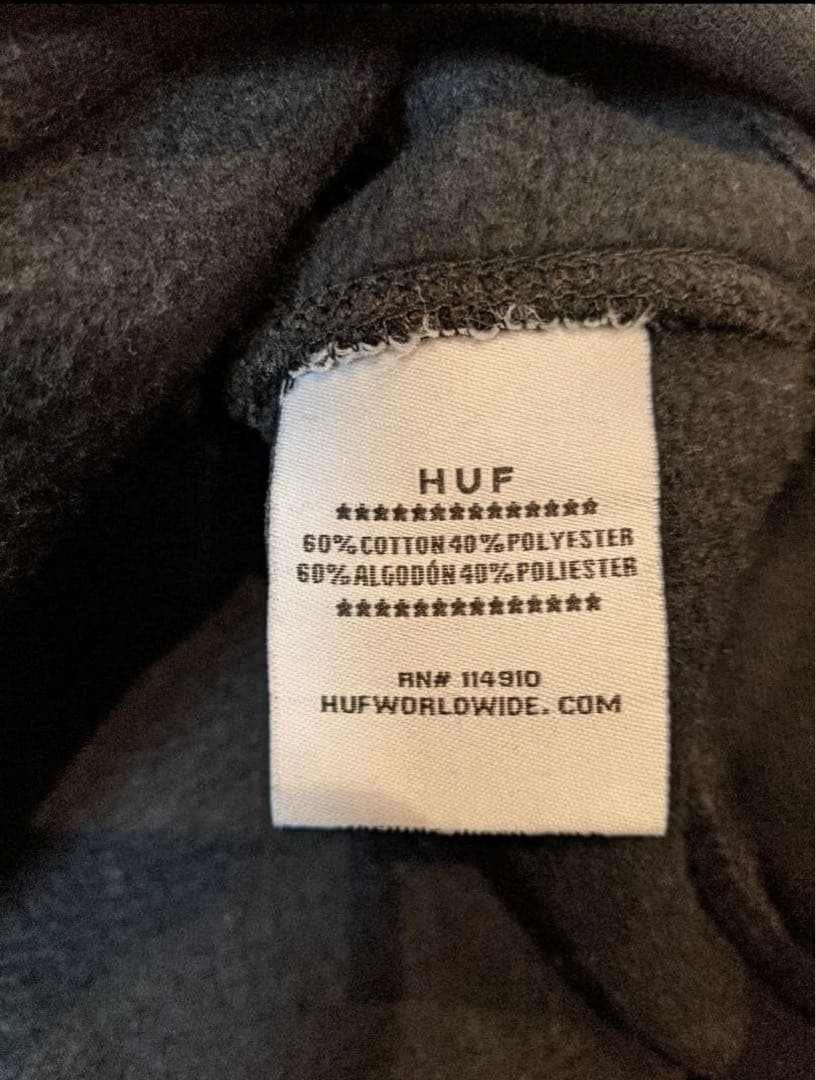 HUF
★★★★★★★★★★★★★★
60% COTTON 40% POLYESTER
60% ALGODÓN 40% POLIESTER
★★★★★★★★★★★★★★
RN# 114910
HUFWORLDWIDE.COM